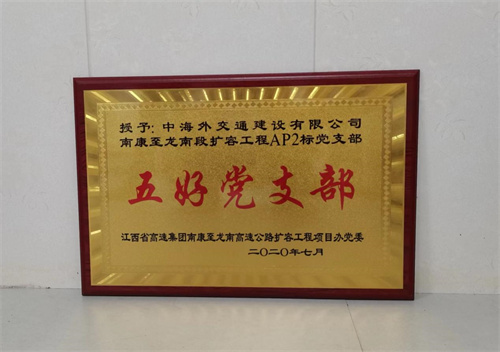 授予：中海外交通建设有限公司
南康至龙南段扩容工程AP2标党支部
五好党支部
江西省高速集团南康至龙南高速公路扩容工程项目办党委
二〇二〇年七月